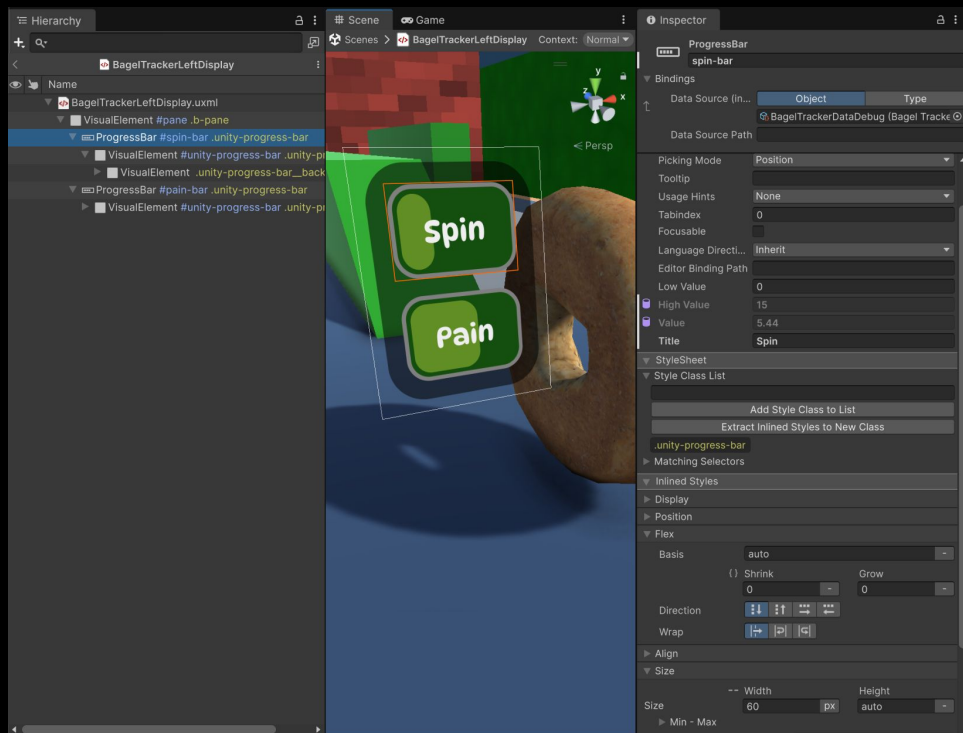 Hierarchy
BagelTrackerLeftDisplay
Name
BagelTrackerLeftDisplay.uxml
VisualElement #pane .b-pane
ProgressBar #spin-bar .unity-progress-bar
VisualElement #unity-progress-bar .unity-pr
VisualElement .unity-progress-bar__back
ProgressBar #pain-bar .unity-progress-bar
VisualElement #unity-progress-bar .unity-pr
Scene Game
Scenes > BagelTrackerLeftDisplay Context: Normal
y
z x
< Persp
Spin
Pain
Inspector
ProgressBar
spin-bar
Bindings
Data Source (in... Object Type
BagelTrackerDataDebug (Bagel Tracke
Data Source Path
Picking Mode Position
Tooltip
Usage Hints None
Tabindex 0
Focusable
Language Directi... Inherit
Editor Binding Path
Low Value 0
High Value 15
Value 5.44
Title Spin
StyleSheet
Style Class List
Add Style Class to List
Extract Inlined Styles to New Class
.unity-progress-bar
Matching Selectors
Inlined Styles
Display
Position
Flex
Basis auto -
{} Shrink Grow
0 - 0 -
Direction
Wrap
Align
Size
-- Width Height
Size 60 px auto -
Min - Max